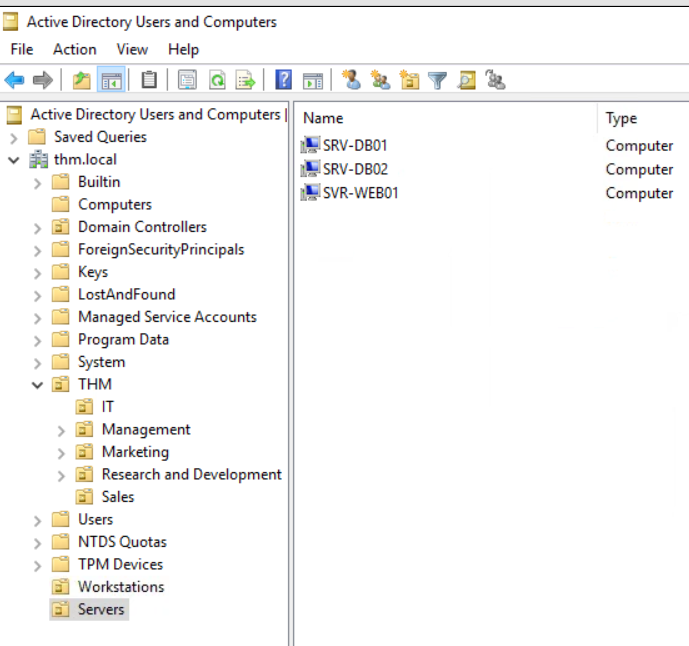 Active Directory Users and Computers
File Action View Help
Active Directory Users and Computers [
Saved Queries
thm.local
Builtin
Computers
Domain Controllers
ForeignSecurityPrincipals
Keys
LostAndFound
Managed Service Accounts
Program Data
System
THM
IT
Management
Marketing
Research and Development
Sales
Users
NTDS Quotas
TPM Devices
Workstations
Servers
Name Type
SRV-DB01 Computer
SRV-DB02 Computer
SVR-WEB01 Computer